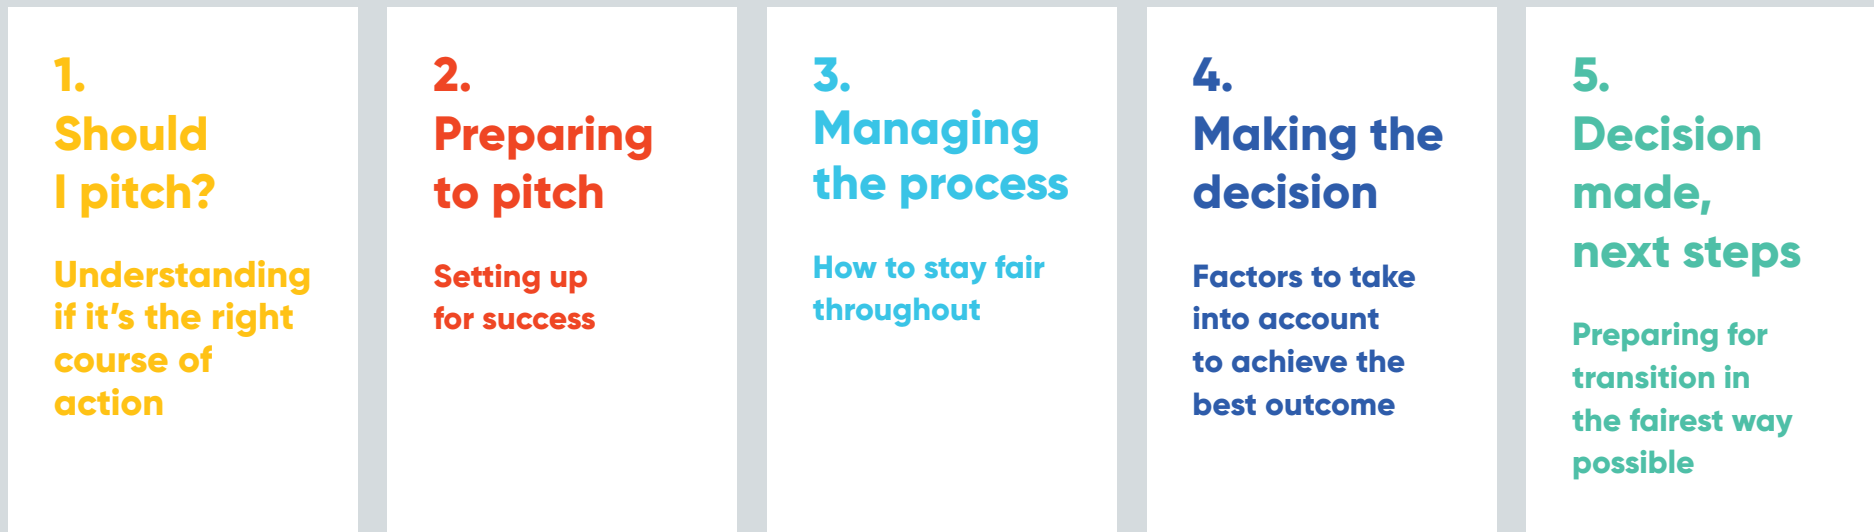 1.
Should
I pitch?
Understanding
if it's the right
course of
action
2.
Preparing
to pitch
Setting up
for success
3.
Managing
the process
How to stay fair
throughout
4.
Making the
decision
Factors to take
into account
to achieve the
best outcome
5.
Decision
made,
next steps
Preparing for
transition in
the fairest way
possible